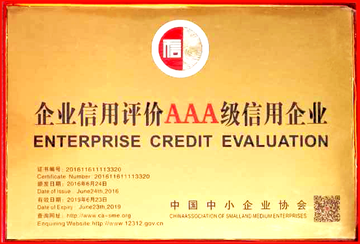 企业信用评价AAA级信用企业
ENTERPRISE CREDIT EVALUATION
证书编号: 201611611113320
Certificate Number: 201611611113320
颁发日期: 2016年6月24日
Date of Issue: June24th,2016
有效日期: 2019年6月23日
Date of Expiry: June23th,2019
查询网址: http://www.ca-sme.org
Enquiring Website:http://www.12312.gov.cn
中国中小企业协会
CHINA ASSOCIATION OF SMALL AND MEDIUM ENTERPRISES